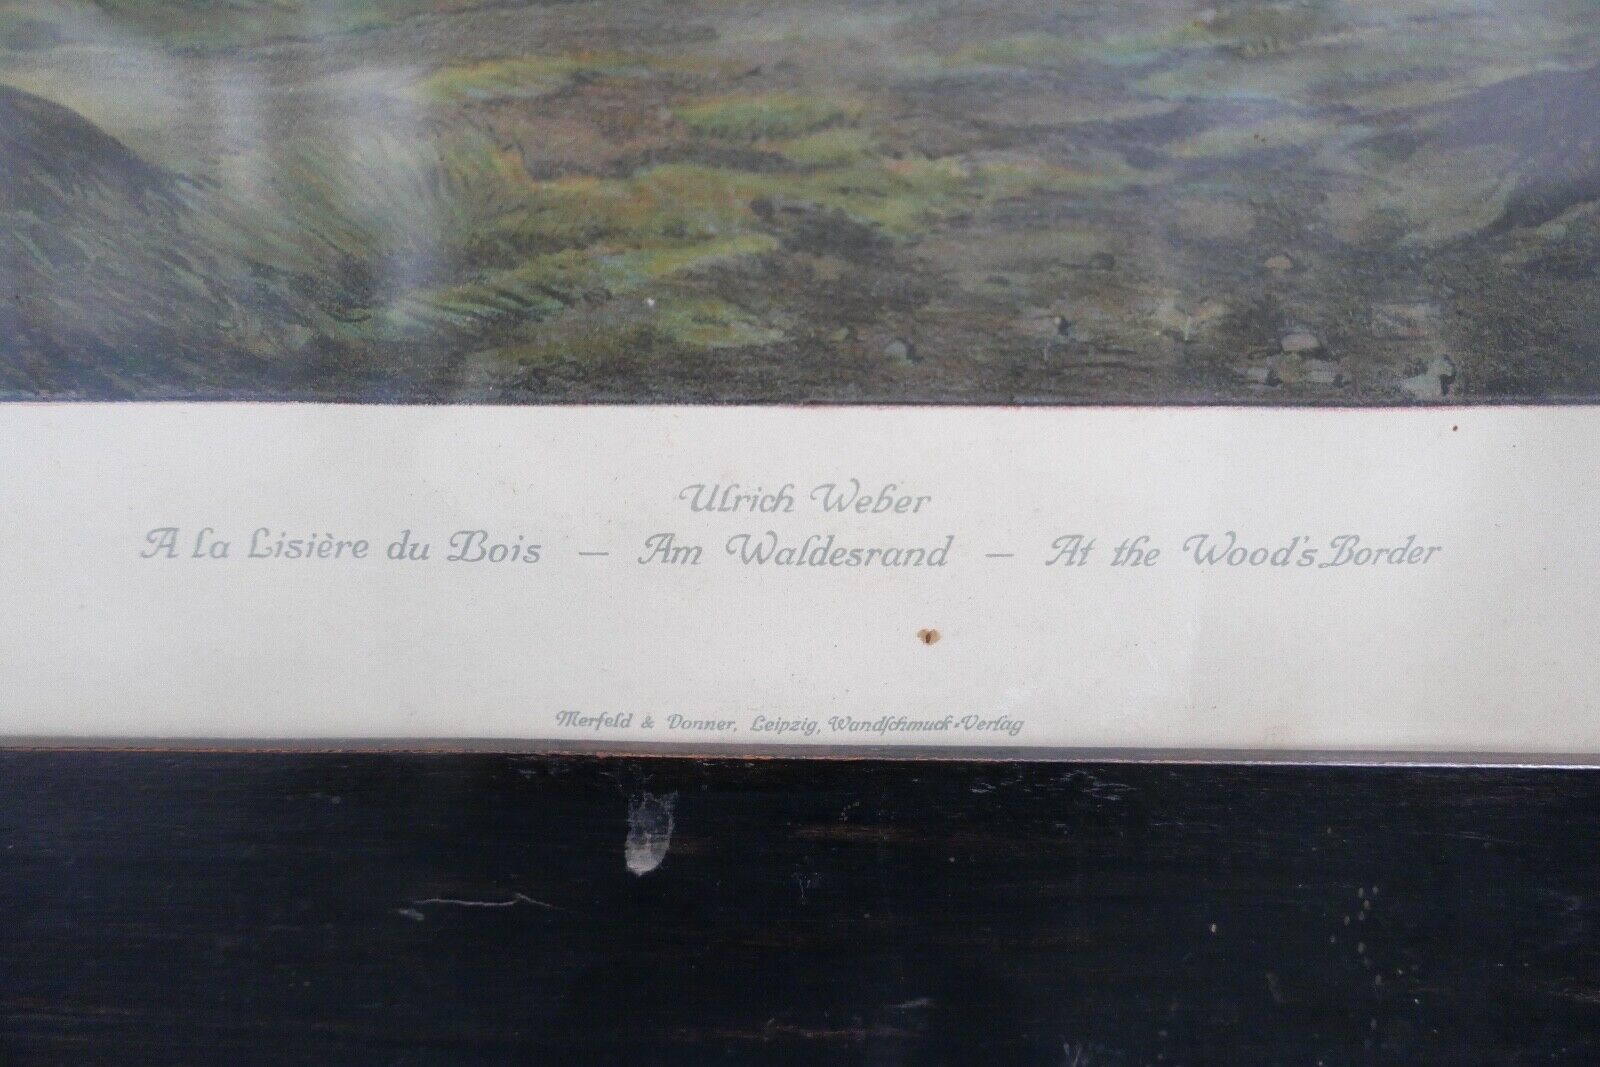 Ulrich Weber
A la Lisière du Bois – Am Waldesrand – At the Wood's Border
Merfeld & Donner, Leipzig, Wandschmuck-Verlag